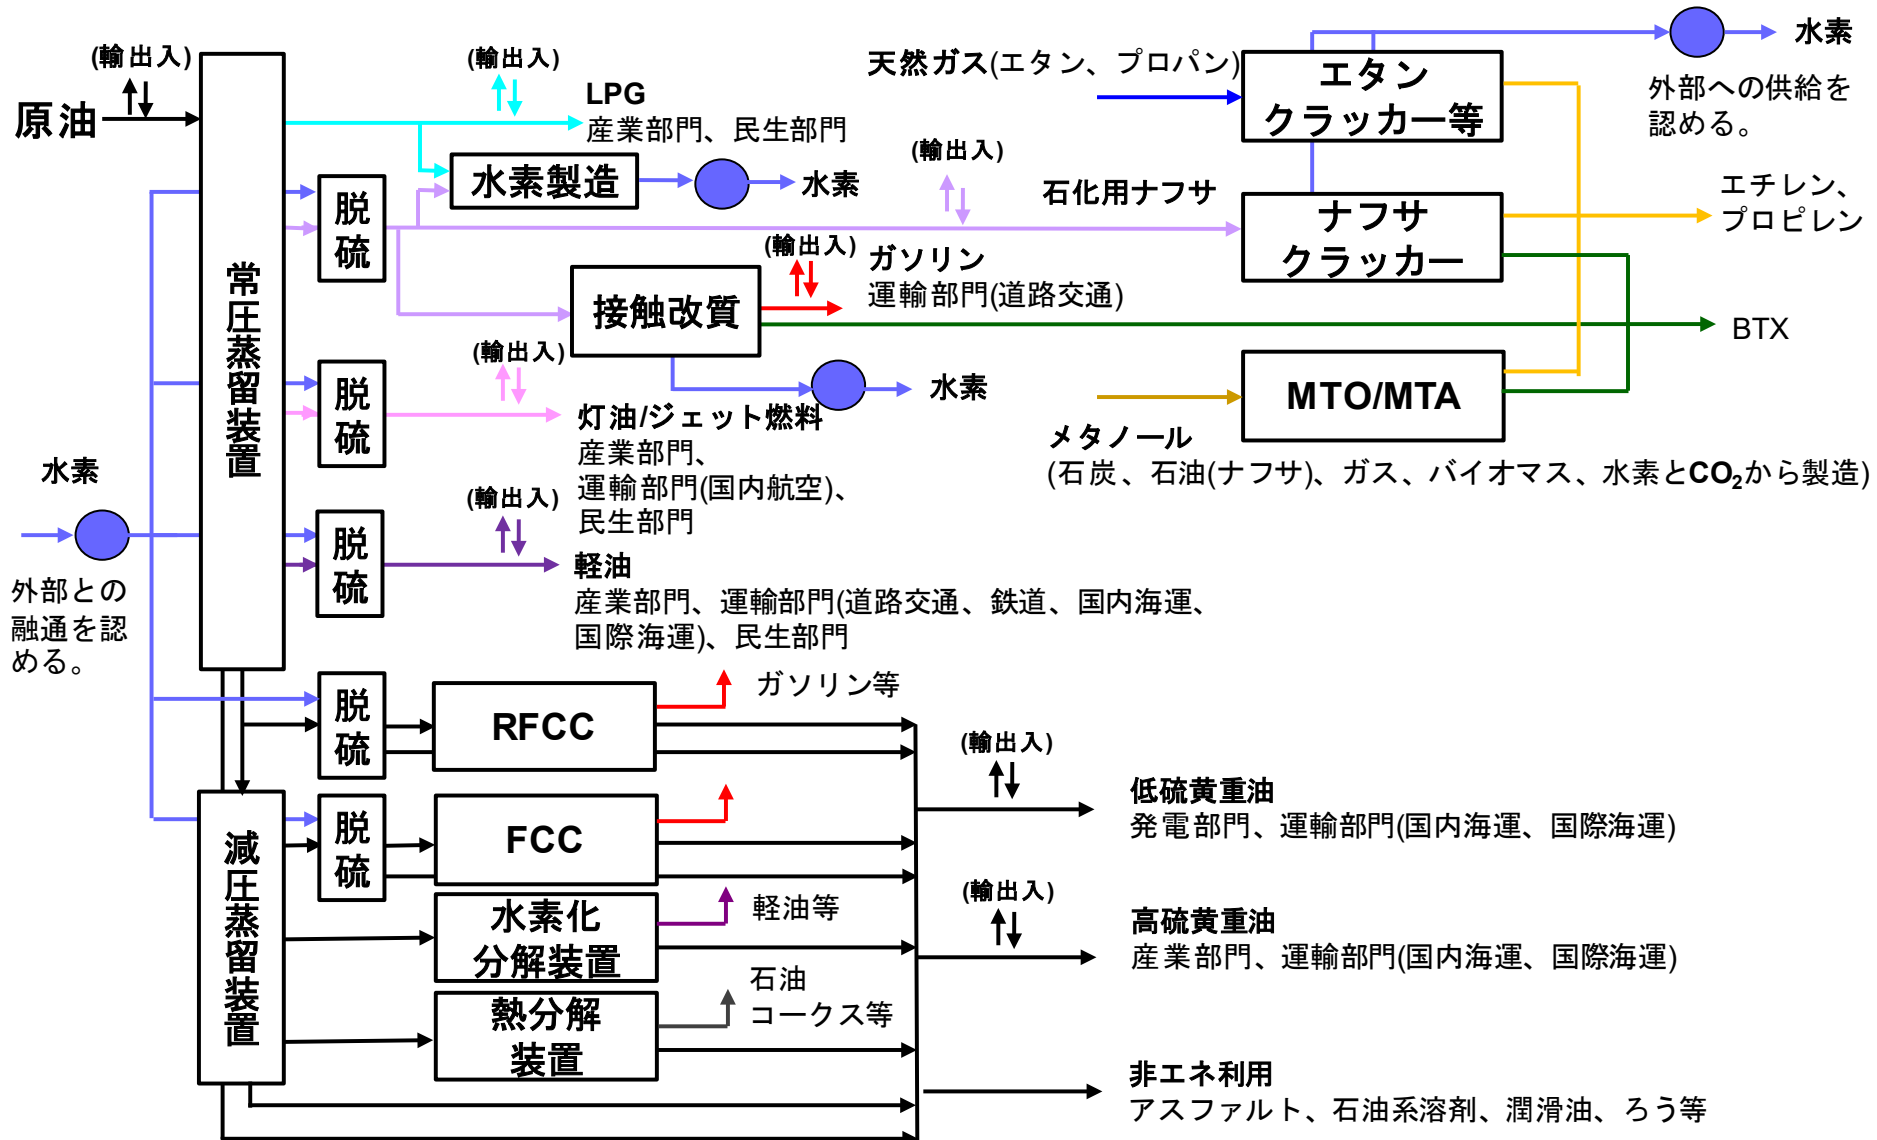 (輸出入)
原油
常圧蒸留装置
(輸出入)
LPG
産業部門、民生部門
水素製造
水素
脱硫
天然ガス(エタン、プロパン)
エタン
クラッカー等
水素
外部への供給を
認める。
(輸出入)
石化用ナフサ
ナフサ
クラッカー
エチレン、
プロピレン
(輸出入)
ガソリン
運輸部門(道路交通)
接触改質
BTX
水素
MTO/MTA
メタノール
(石炭、石油(ナフサ)、ガス、バイオマス、水素とCO2から製造)
脱硫
(輸出入)
灯油/ジェット燃料
産業部門、
運輸部門(国内航空)、
民生部門
水素
外部との
融通を認
める。
脱硫
(輸出入)
軽油
産業部門、運輸部門(道路交通、鉄道、国内海運、
国際海運)、民生部門
脱硫
RFCC
ガソリン等
減圧蒸留装置
脱硫
FCC
水素化
分解装置
軽油等
熱分解
装置
石油
コークス等
(輸出入)
低硫黄重油
発電部門、運輸部門(国内海運、国際海運)
(輸出入)
高硫黄重油
産業部門、運輸部門(国内海運、国際海運)
非エネ利用
アスファルト、石油系溶剤、潤滑油、ろう等